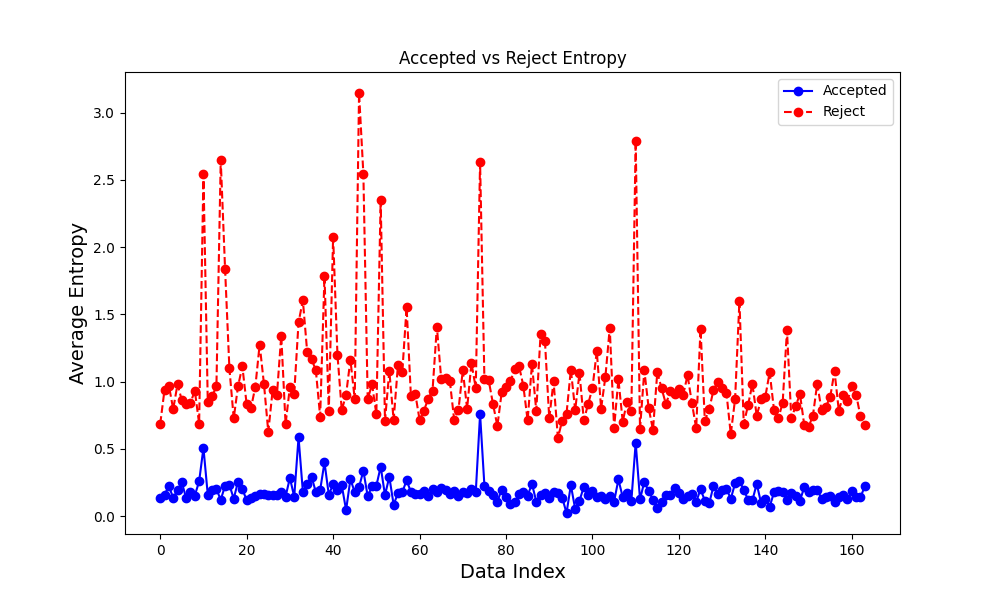 Accepted vs Reject Entropy
Accepted
Reject
3.0
2.5
2.0
1.5
1.0
0.5
0.0
Average Entropy
0 20 40 60 80 100 120 140 160
Data Index